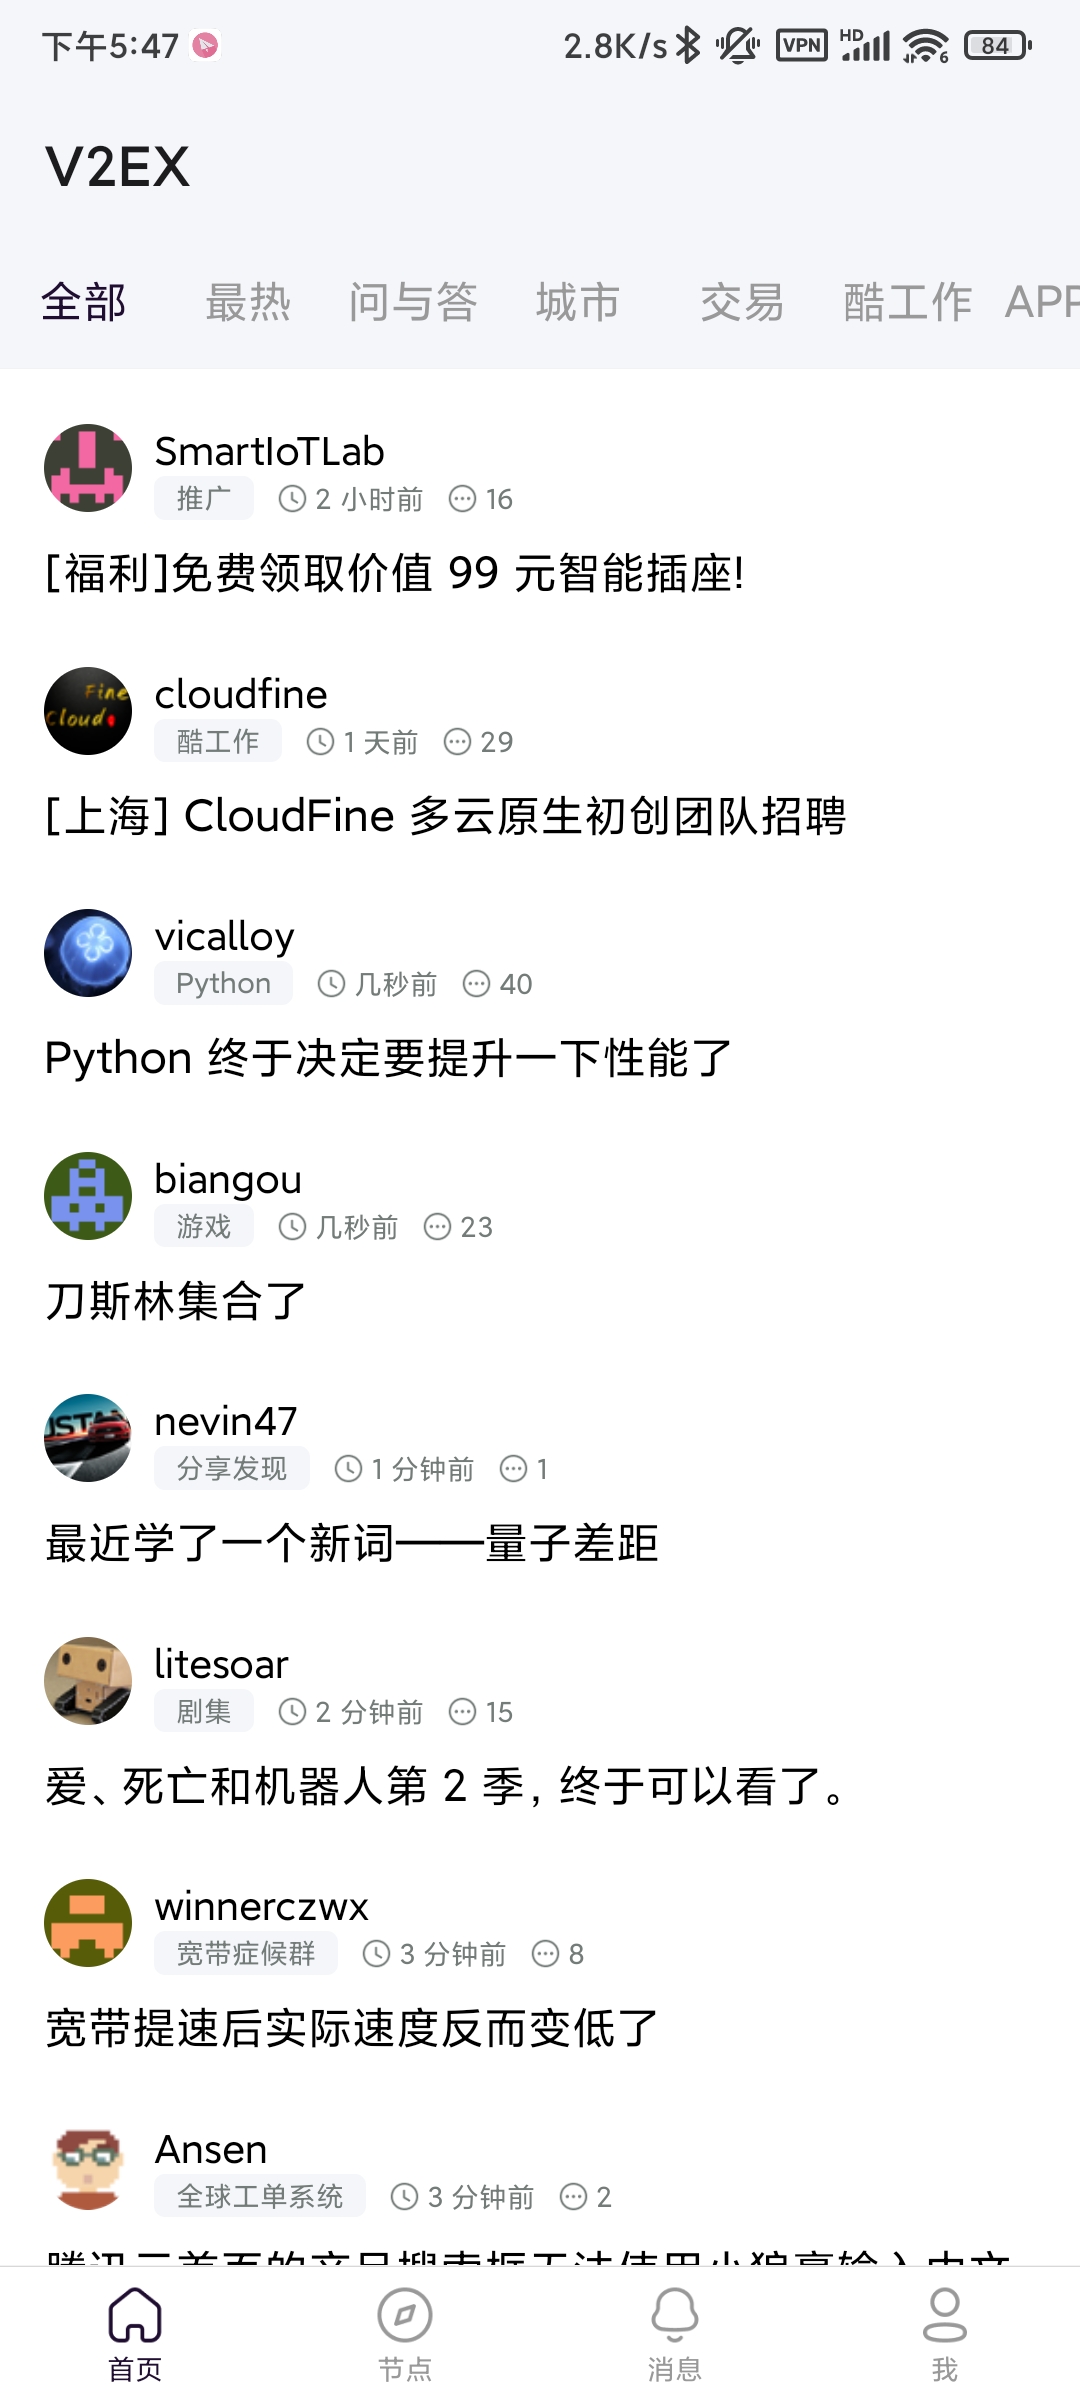 下午5:47 2.8K/s VPN HD 6 84
V2EX
全部 最热 问与答 城市 交易 酷工作 APP
SmartIoTLab
推广 2 小时前 16
[福利]免费领取价值 99 元智能插座!
Fine
Cloud
cloudfine
酷工作 1 天前 29
[上海] CloudFine 多云原生初创团队招聘
vicalloy
Python 几秒前 40
Python 终于决定要提升一下性能了
biangou
游戏 几秒前 23
刀斯林集合了
nevin47
分享发现 1 分钟前 1
最近学了一个新词——量子差距
litesoar
剧集 2 分钟前 15
爱、死亡和机器人第 2 季，终于可以看了。
winnerczwx
宽带症候群 3 分钟前 8
宽带提速后实际速度反而变低了
Ansen
全球工单系统 3 分钟前 2
首页 节点 消息 我